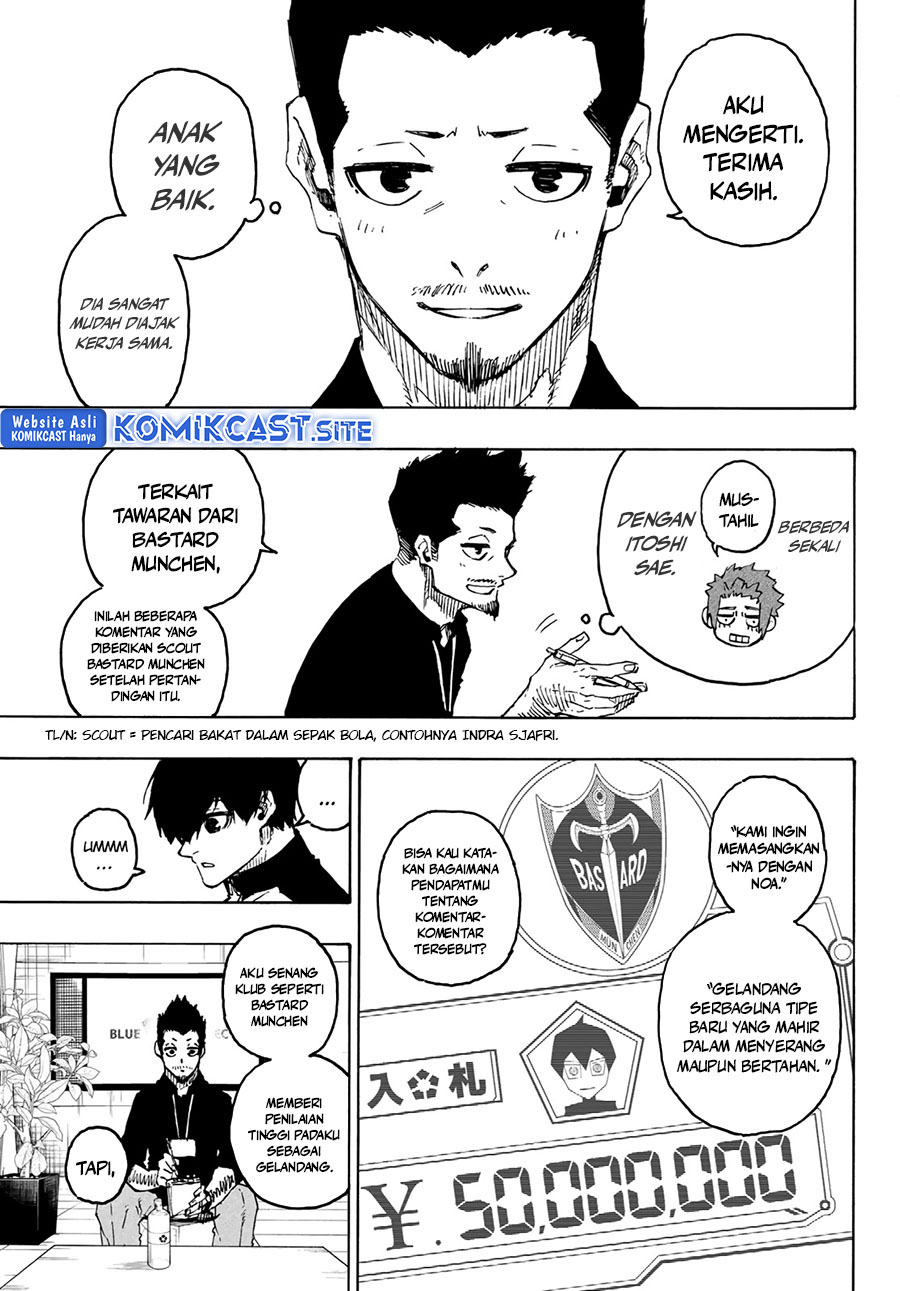 AKU
MENGERTI.
TERIMA
KASIH.
ANAK
YANG
BAIK.
DIA SANGAT
MUDAH DIAJAK
KERJA SAMA.
Website Asli
KOMIKCAST Hanya
KOMIKCAST.SITE
MUS-
TAHIL
BERBEDA
SEKALI
DENGAN
ITOSHI
SAE.
TERKAIT
TAWARAN DARI
BASTARD
MUNCHEN,
INILAH BEBERAPA
KOMENTAR YANG
DIBERIKAN SCOUT
BASTARD MUNCHEN
SETELAH PERTAN-
DINGAN ITU.
TL/N: SCOUT = PENCARI BAKAT DALAM SEPAK BOLA, CONTOHNYA INDRA SJAFRI.
"KAMI INGIN
MEMASANGKAN
-NYA DENGAN
NOA."
"GELANDANG
SERBAGUNA TIPE
BARU YANG MAHIR
DALAM MENYERANG
MAUPUN BERTAHAN. "
BISA KAU KATA-
KAN BAGAIMANA
PENDAPATMU
TENTANG
KOMENTAR-
KOMENTAR
TERSEBUT?
BASTARD
MUNCHEN
入札
¥.50,000,000
...
UMMM
...
AKU SENANG
KLUB SEPERTI
BASTARD
MUNCHEN
BLUE
EC
MEMBERI
PENILAIAN
TINGGI PADAKU
SEBAGAI
GELANDANG.
TAPI,